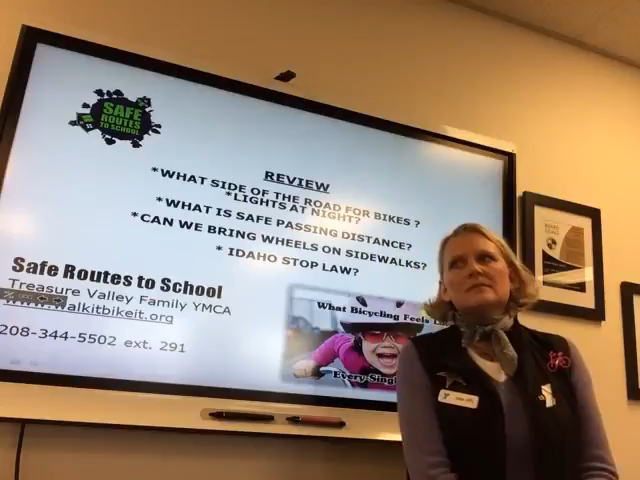 SAFE
ROUTES
TO SCHOOL
REVIEW
*WHAT SIDE OF THE ROAD FOR BIKES ?
*LIGHTS AT NIGHT?
*WHAT IS SAFE PASSING DISTANCE?
*CAN WE BRING WHEELS ON SIDEWALKS?
* IDAHO STOP LAW?
Safe Routes to School
Treasure Valley Family YMCA
walkitbikeit.org
208-344-5502 ext. 291
What Bicycling Feels
Every-Sing